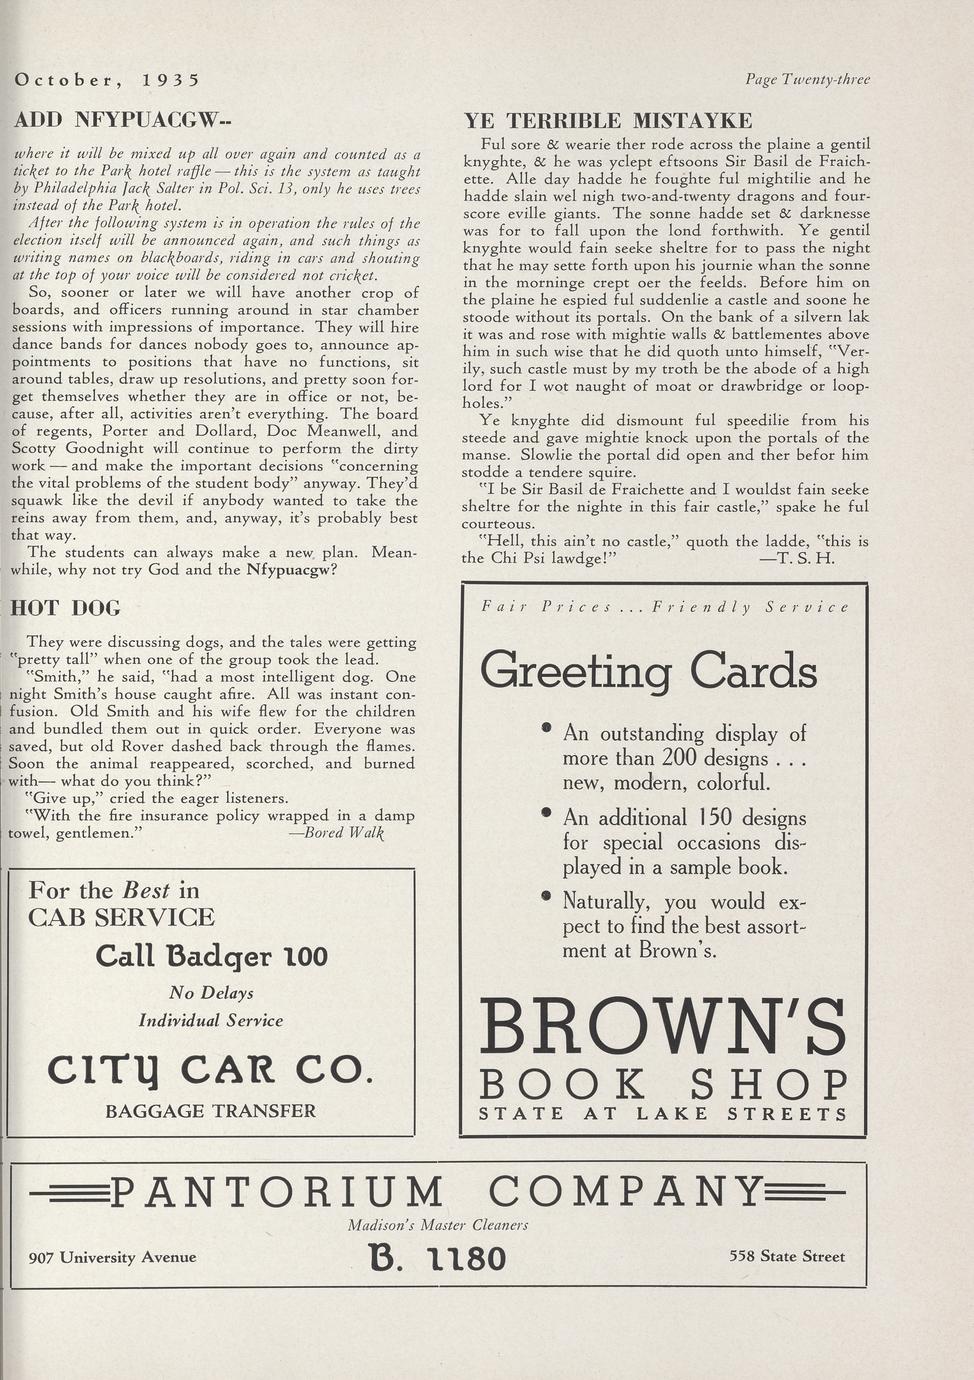 October, 1935
Page Twenty-three
ADD NFYPUACGW--
where it will be mixed up all over again and counted as a
ticket to the Park hotel raffle — this is the system as taught
by Philadelphia Jack Salter in Pol. Sci. 13, only he uses trees
instead of the Park hotel.
After the following system is in operation the rules of the
election itself will be announced again, and such things as
writing names on blackboards, riding in cars and shouting
at the top of your voice will be considered not cricket.
So, sooner or later we will have another crop of
boards, and officers running around in star chamber
sessions with impressions of importance. They will hire
dance bands for dances nobody goes to, announce ap-
pointments to positions that have no functions, sit
around tables, draw up resolutions, and pretty soon for-
get themselves whether they are in office or not, be-
cause, after all, activities aren't everything. The board
of regents, Porter and Dollard, Doc Meanwell, and
Scotty Goodnight will continue to perform the dirty
work — and make the important decisions "concerning
the vital problems of the student body" anyway. They'd
squawk like the devil if anybody wanted to take the
reins away from them, and, anyway, it's probably best
that way.
The students can always make a new plan. Mean-
while, why not try God and the Nfypuacgw?
HOT DOG
They were discussing dogs, and the tales were getting
"pretty tall" when one of the group took the lead.
"Smith," he said, "had a most intelligent dog. One
night Smith's house caught afire. All was instant con-
fusion. Old Smith and his wife flew for the children
and bundled them out in quick order. Everyone was
saved, but old Rover dashed back through the flames.
Soon the animal reappeared, scorched, and burned
with— what do you think?"
"Give up," cried the eager listeners.
"With the fire insurance policy wrapped in a damp
towel, gentlemen." —Bored Walk
For the Best in
CAB SERVICE
Call Badger 100
No Delays
Individual Service
CITY CAR CO.
BAGGAGE TRANSFER
YE TERRIBLE MISTAYKE
Ful sore & wearie ther rode across the plaine a gentil
knyghte, & he was yclept eftsoons Sir Basil de Fraich-
ette. Alle day hadde he foughte ful mightilie and he
hadde slain wel nigh two-and-twenty dragons and four-
score eville giants. The sonne hadde set & darknesse
was for to fall upon the lond forthwith. Ye gentil
knyghte would fain seeke sheltre for to pass the night
that he may sette forth upon his journie whan the sonne
in the morninge crept oer the feelds. Before him on
the plaine he espied ful suddenlie a castle and soone he
stoode without its portals. On the bank of a silvern lak
it was and rose with mightie walls & battlementes above
him in such wise that he did quoth unto himself, "Ver-
ily, such castle must by my troth be the abode of a high
lord for I wot naught of moat or drawbridge or loop-
holes."
Ye knyghte did dismount ful speedilie from his
steede and gave mightie knock upon the portals of the
manse. Slowlie the portal did open and ther befor him
stodde a tendere squire.
"I be Sir Basil de Fraichette and I wouldst fain seeke
sheltre for the nighte in this fair castle," spake he ful
courteous.
"Hell, this ain't no castle," quoth the ladde, "this is
the Chi Psi lawdge!" —T. S. H.
Fair Prices . . . Friendly Service
Greeting Cards
• An outstanding display of
more than 200 designs . . .
new, modern, colorful.
• An additional 150 designs
for special occasions dis-
played in a sample book.
• Naturally, you would ex-
pect to find the best assort-
ment at Brown's.
BROWN'S
BOOK SHOP
STATE AT LAKE STREETS
PANTORIUM COMPANY
Madison's Master Cleaners
907 University Avenue
B. 1180
558 State Street